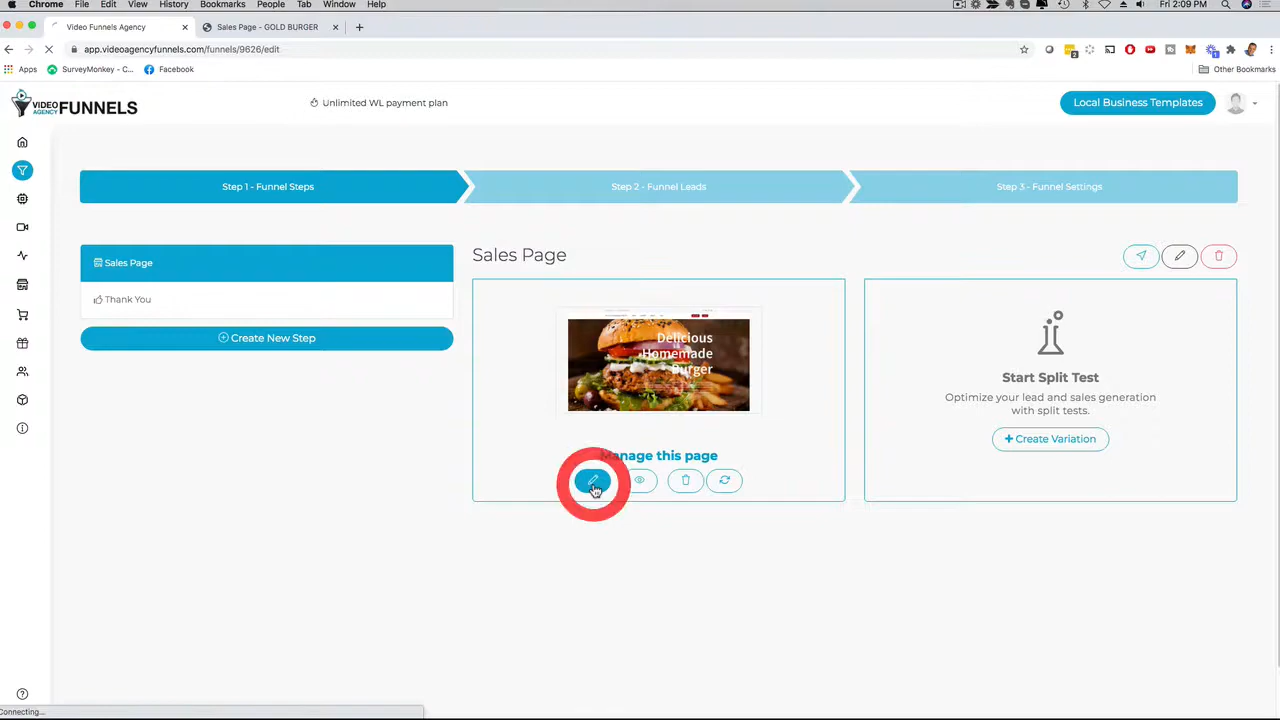 Chrome File Edit View History Bookmarks People Tab Window Help
Fri 2:09 PM
Video Funnels Agency
Sales Page - GOLD BURGER
app.videoagencyfunnels.com/funnels/9626/edit
Apps
SurveyMonkey - C...
Facebook
Other Bookmarks
VIDEO AGENCY FUNNELS
Unlimited WL payment plan
Local Business Templates
Step 1 - Funnel Steps
Step 2 - Funnel Leads
Step 3 - Funnel Settings
Sales Page
Thank You
Create New Step
Sales Page
Delicious
Homemade
Burger
Manage this page
Start Split Test
Optimize your lead and sales generation
with split tests.
+ Create Variation
Connecting...